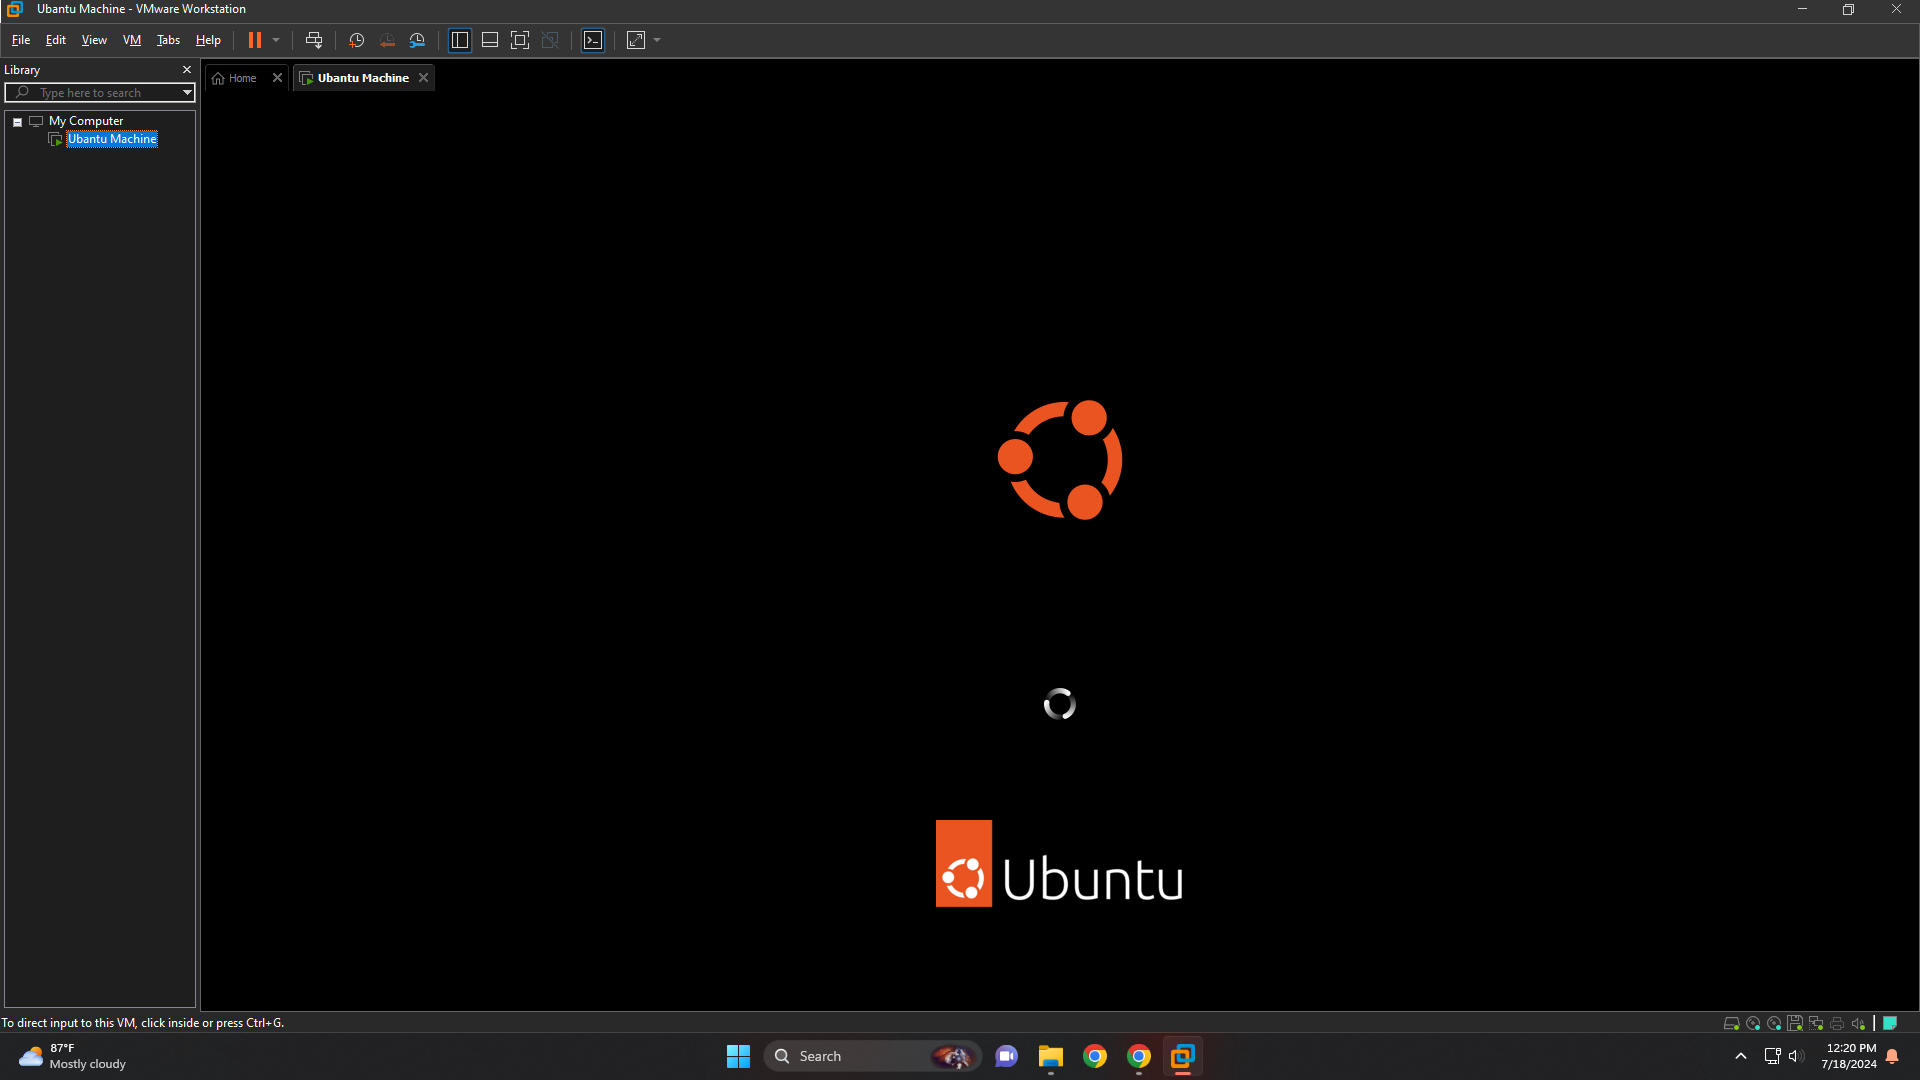 Ubantu Machine - VMware Workstation
File Edit View VM Tabs Help
Library
Type here to search
Home
Ubantu Machine
My Computer
Ubantu Machine
Ubuntu
To direct input to this VM, click inside or press Ctrl+G.
87°F
Mostly cloudy
Search
12:20 PM
7/18/2024